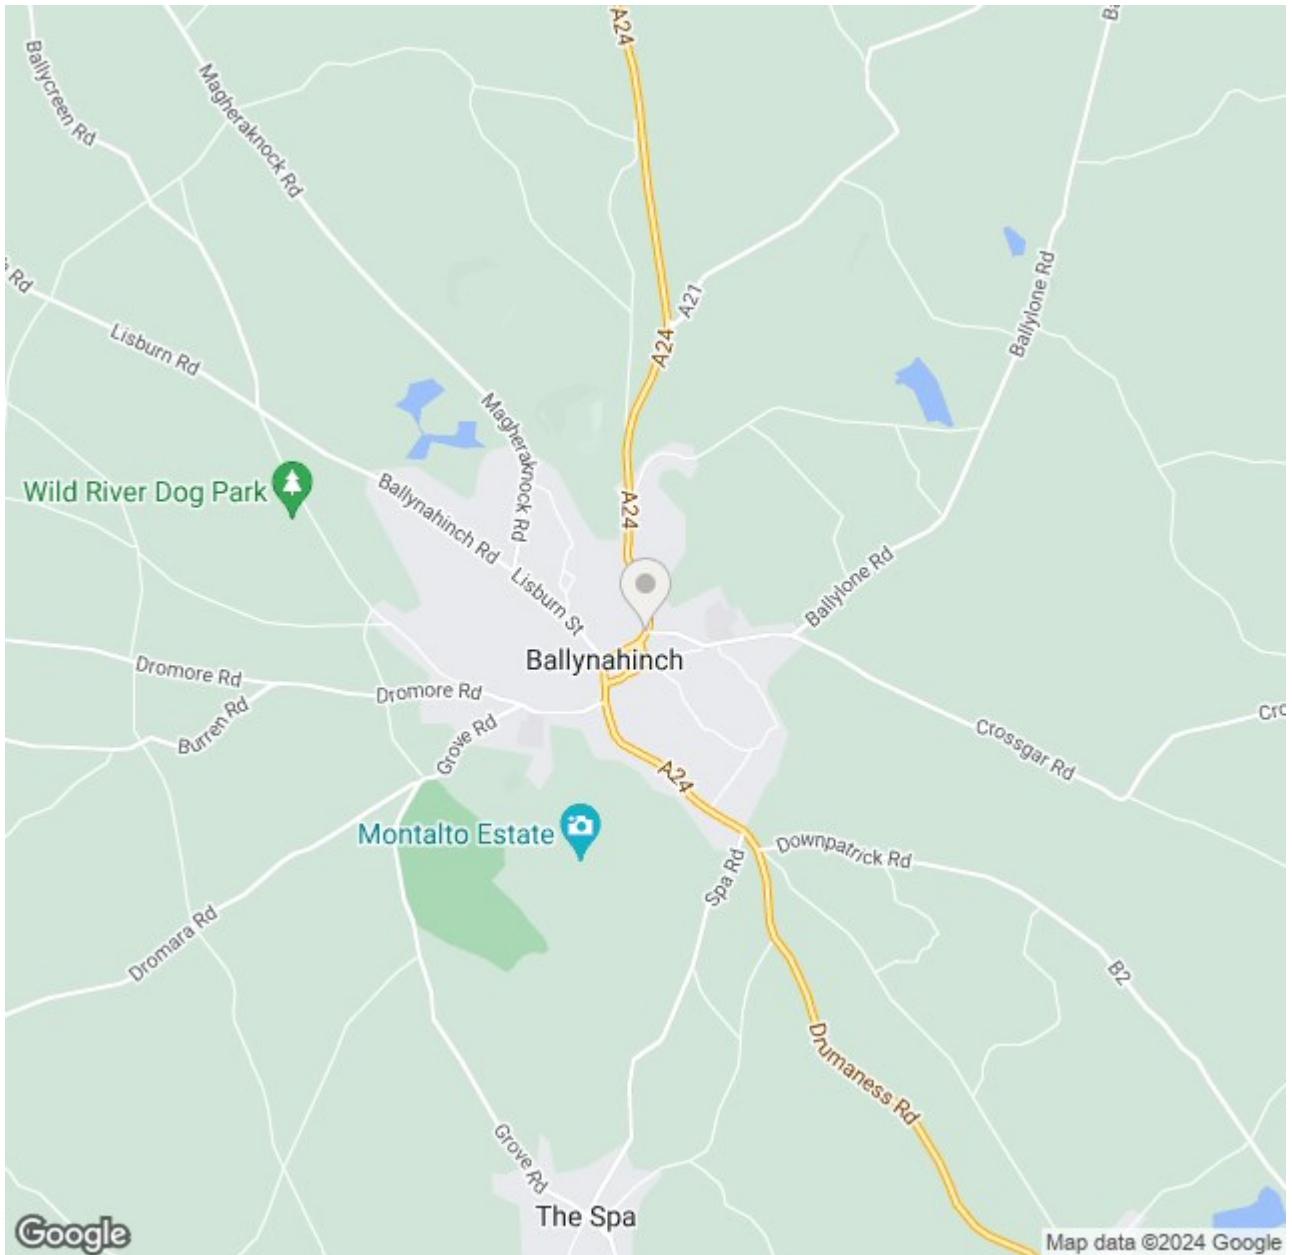 A24
Ballycreen Rd
Magheraknock Rd
Rd
Lisburn Rd
A21
A24
Ballylone Rd
Magheraknock Rd
Wild River Dog Park
Ballynahinch Rd
A24
Lisburn St
Ballylone Rd
Ballynahinch
Dromore Rd
Dromore Rd
Burren Rd
Grove Rd
Crossgar Rd
A24
Montalto Estate
Downpatrick Rd
Spa Rd
Dromara Rd
B2
Drumaness Rd
Grove Rd
The Spa
Google
Map data ©2024 Google